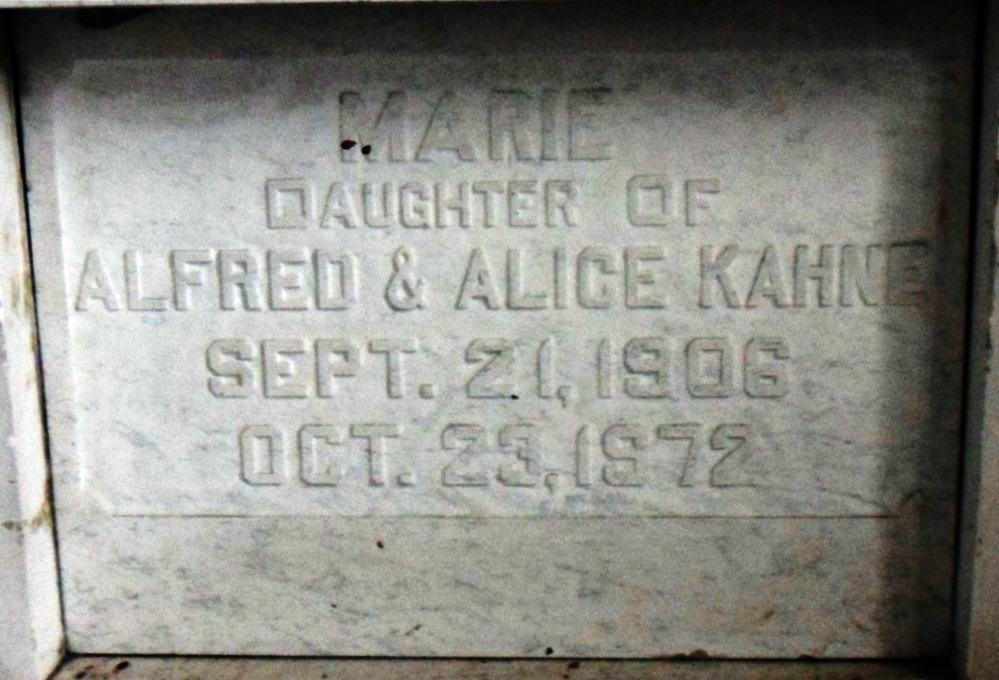 MARIE
DAUGHTER OF
ALFRED & ALICE KAHNE
SEPT. 21, 1906
OCT. 23, 1972